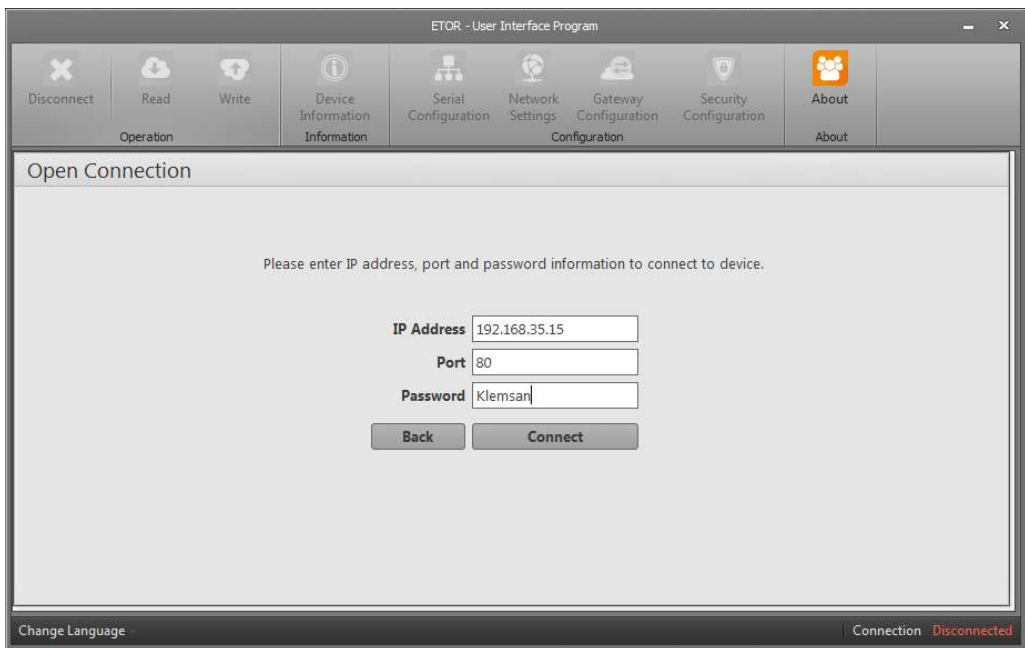 ETOR - User Interface Program
Disconnect
Read
Write
Operation
Device
Information
Information
Serial
Configuration
Network
Settings
Gateway
Configuration
Security
Configuration
Configuration
About
About
Open Connection
Please enter IP address, port and password information to connect to device.
IP Address 192.168.35.15
Port 80
Password Klemsan
Back Connect
Change Language Connection Disconnected